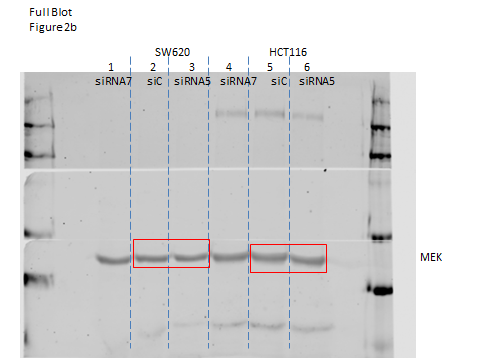 Full Blot
Figure 2b
SW620 HCT116
1 2 3 4 5 6
siRNA7 siC siRNA5 siRNA7 siC siRNA5
MEK